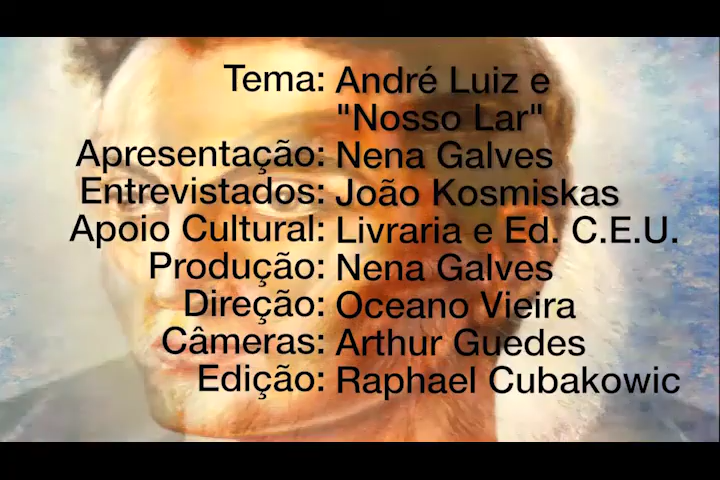 Tema: André Luiz e
"Nosso Lar"
Apresentação: Nena Galves
Entrevistados: João Kosmiskas
Apoio Cultural: Livraria e Ed. C.E.U.
Produção: Nena Galves
Direção: Oceano Vieira
Câmeras: Arthur Guedes
Edição: Raphael Cubakowic